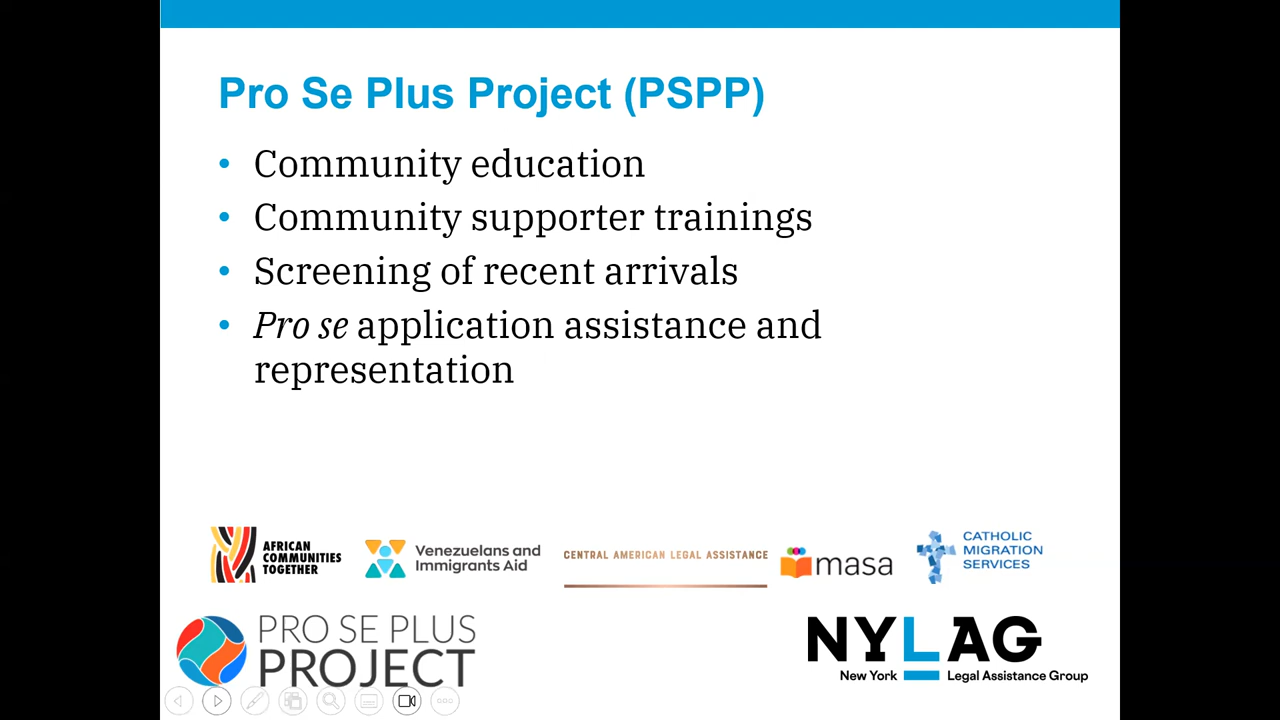 Pro Se Plus Project (PSPP)
• Community education
• Community supporter trainings
• Screening of recent arrivals
• Pro se application assistance and
representation
AFRICAN
COMMUNITIES
TOGETHER
Venezuelans and
Immigrants Aid
CENTRAL AMERICAN LEGAL ASSISTANCE
masa
CATHOLIC
MIGRATION
SERVICES
PRO SE PLUS
PROJECT
NYLAG
New York Legal Assistance Group